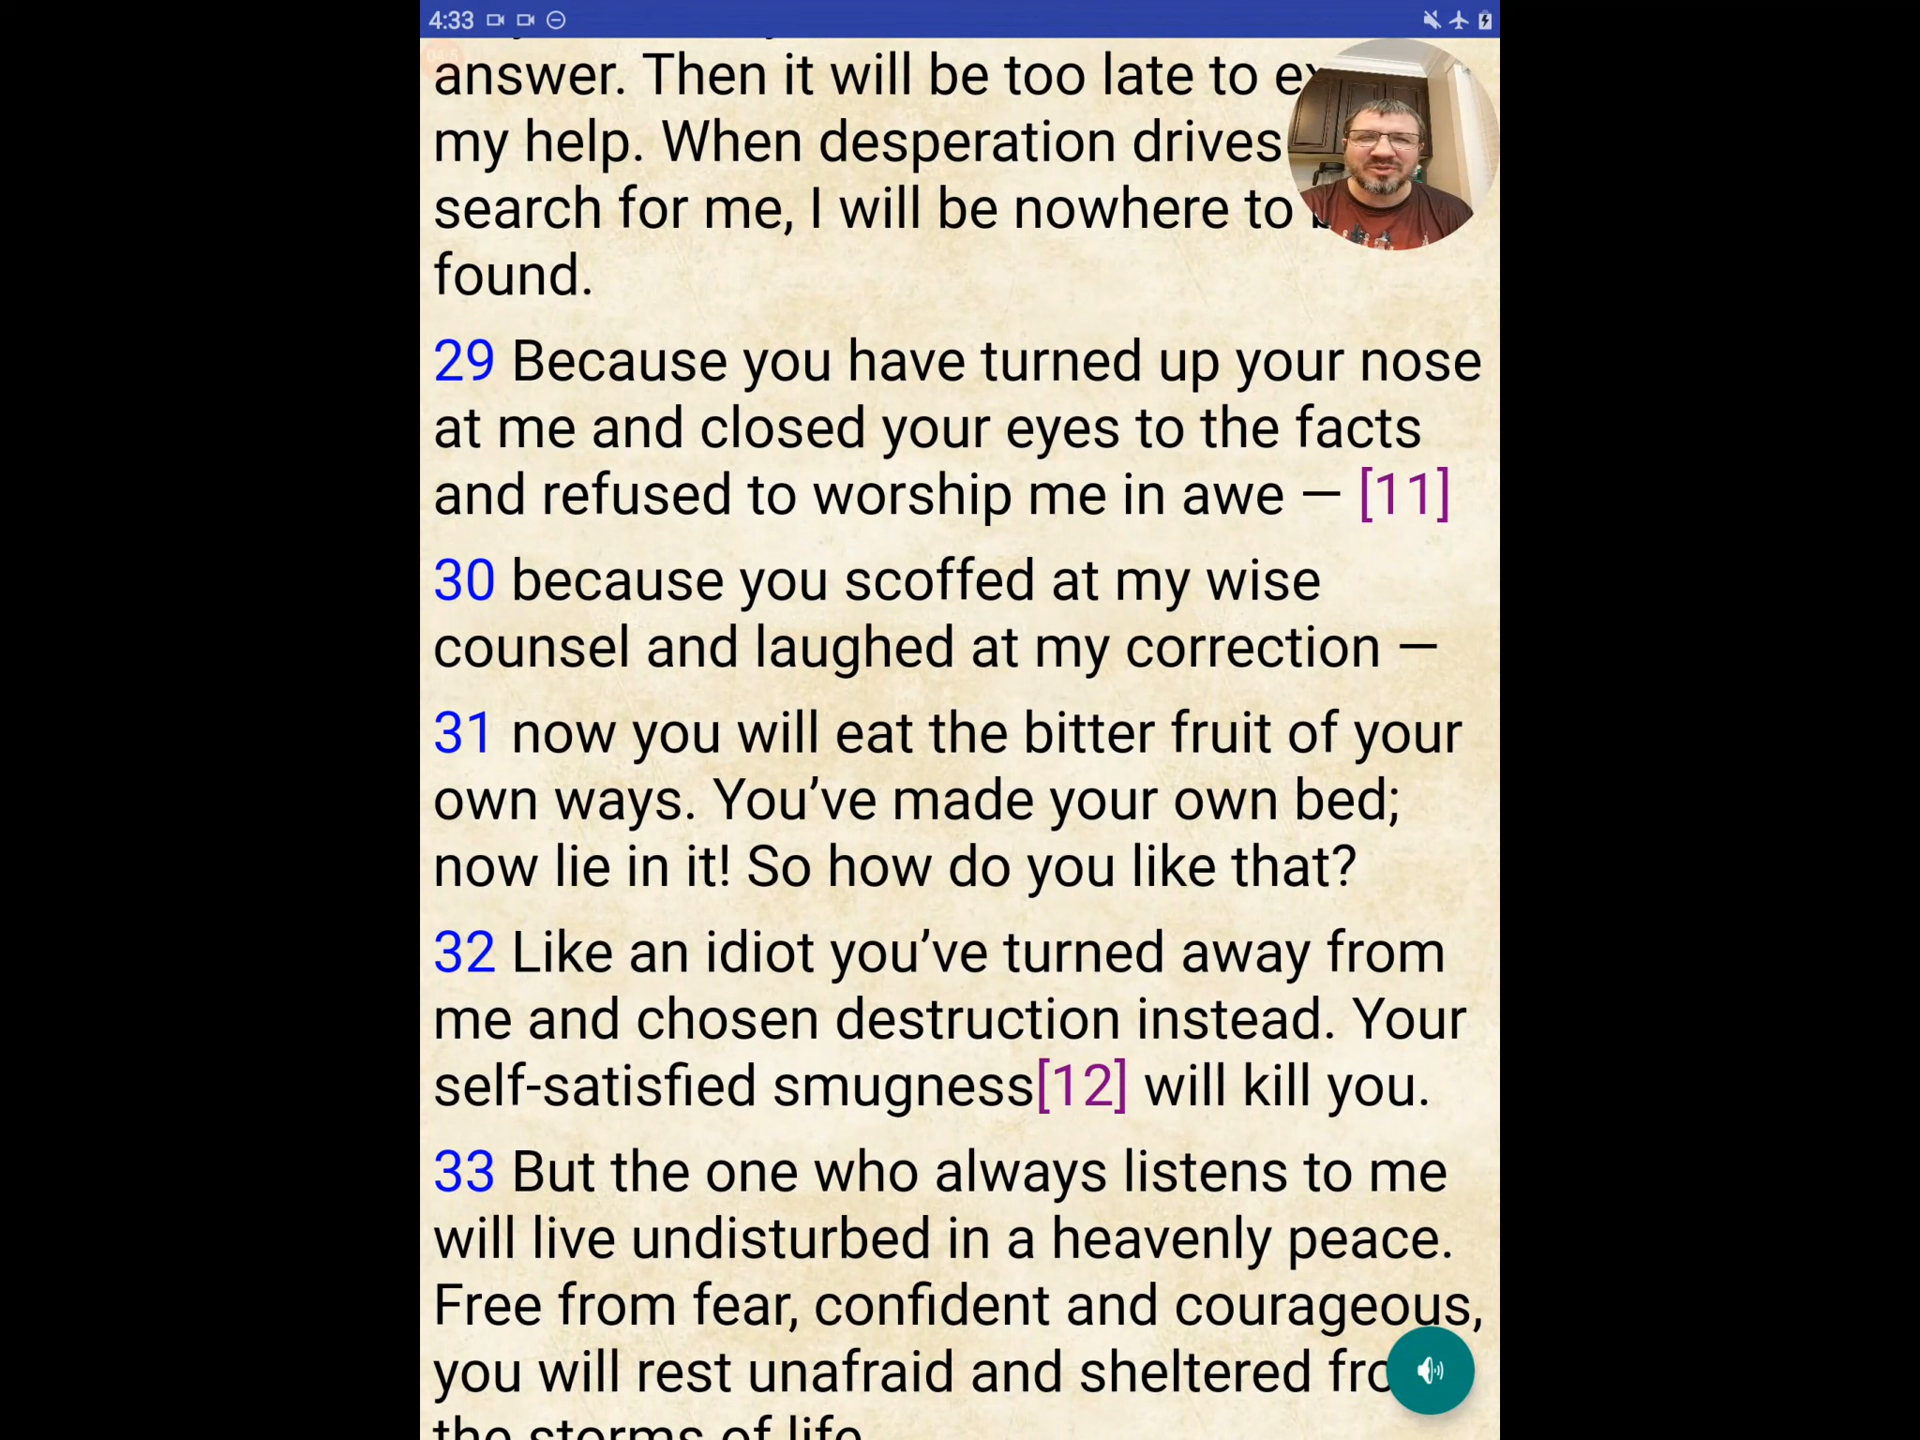 4:33
answer. Then it will be too late to
my help. When desperation drives
search for me, I will be nowhere to
found.
29 Because you have turned up your nose
at me and closed your eyes to the facts
and refused to worship me in awe — [11]
30 because you scoffed at my wise
counsel and laughed at my correction —
31 now you will eat the bitter fruit of your
own ways. You’ve made your own bed;
now lie in it! So how do you like that?
32 Like an idiot you’ve turned away from
me and chosen destruction instead. Your
self-satisfied smugness[12] will kill you.
33 But the one who always listens to me
will live undisturbed in a heavenly peace.
Free from fear, confident and courageous,
you will rest unafraid and sheltered
the storms of life